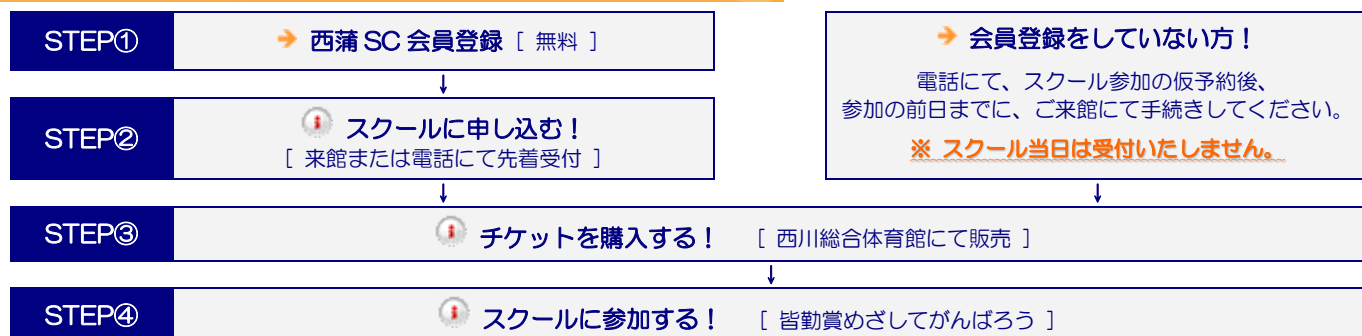 STEP①
西蒲 SC 会員登録 [ 無料 ]
STEP②
スクールに申し込む！
[ 来館または電話にて先着受付 ]
会員登録をしていない方！
電話にて、スクール参加の仮予約後、
参加の前日までに、ご来館にて手続きしてください。
※ スクール当日は受付いたしません。
STEP③
チケットを購入する！ [ 西川総合体育館にて販売 ]
STEP④
スクールに参加する！ [ 皆勤賞めざしてがんばろう ]